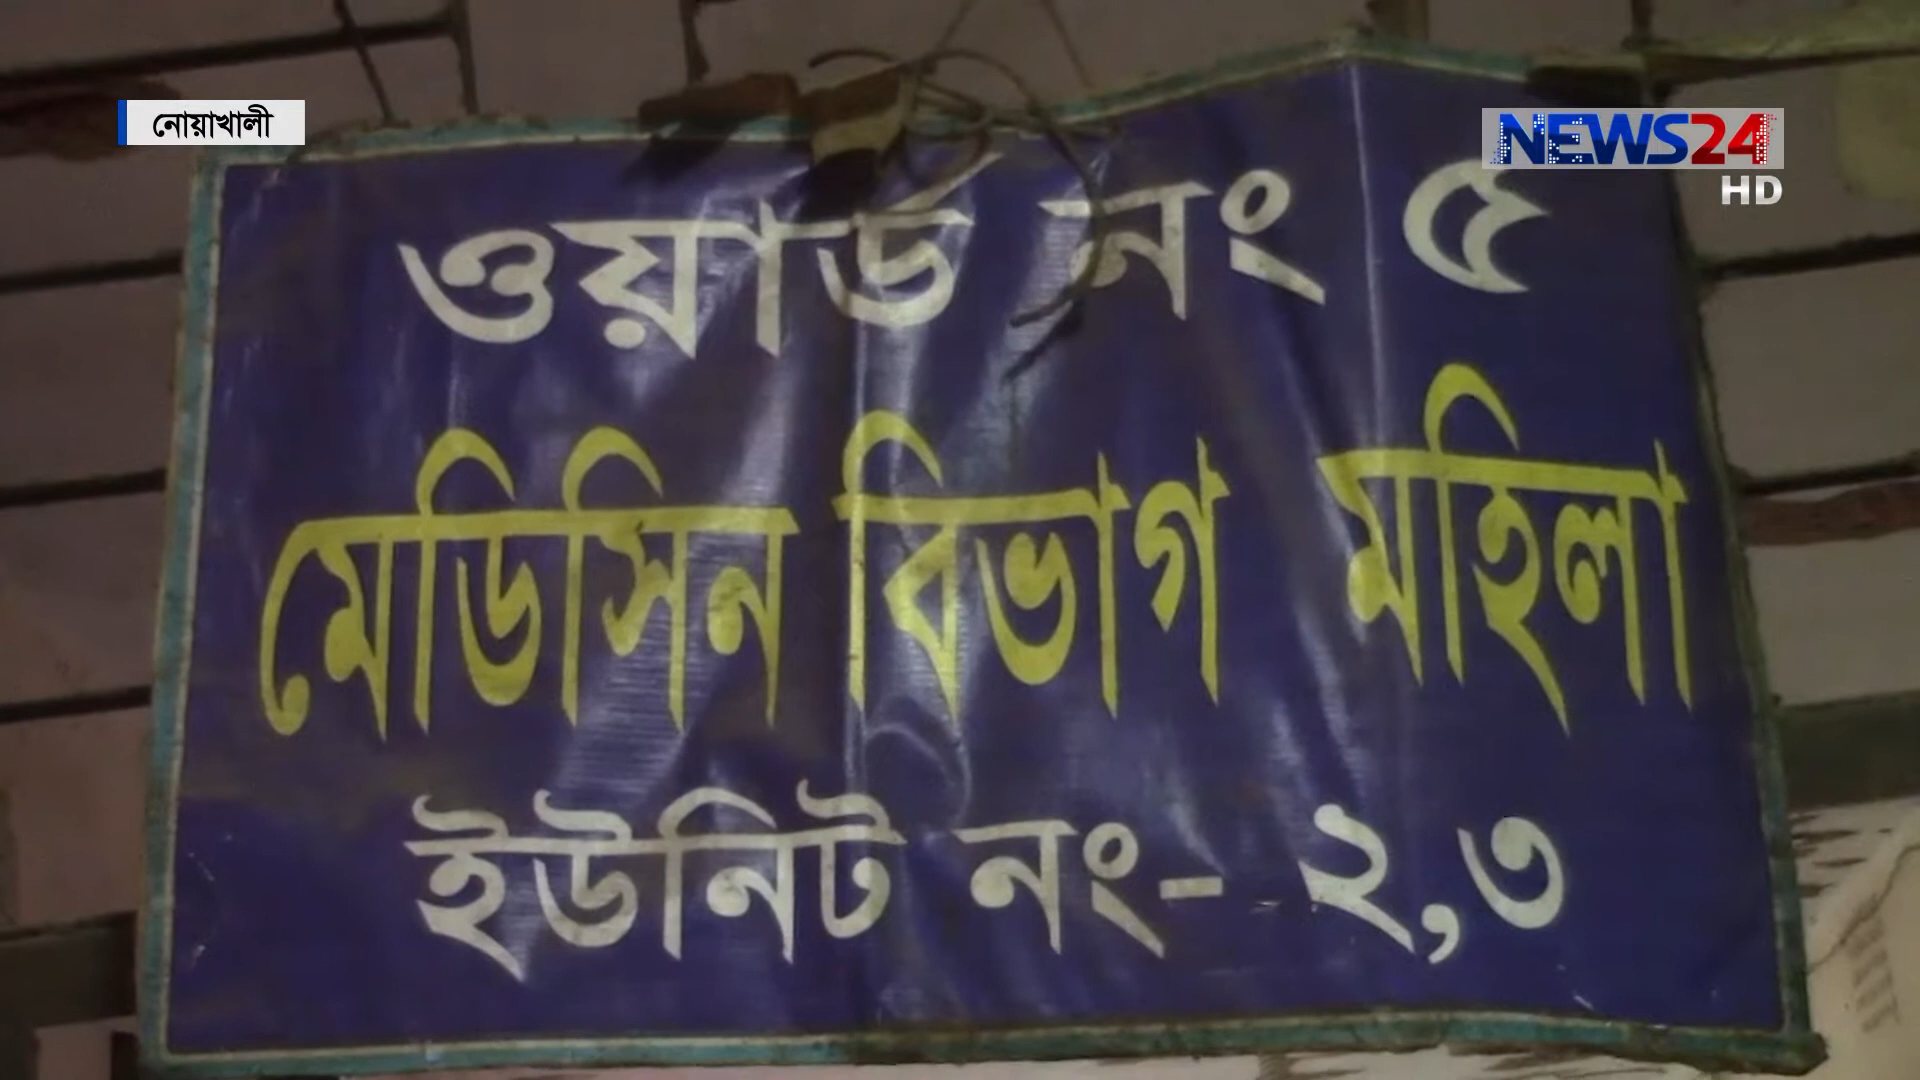 নোয়াখালী
NEWS24
HD
ওয়ার্ড নং ৫
মেডিসিন বিভাগ মহিলা
ইউনিট নং- ২,৩